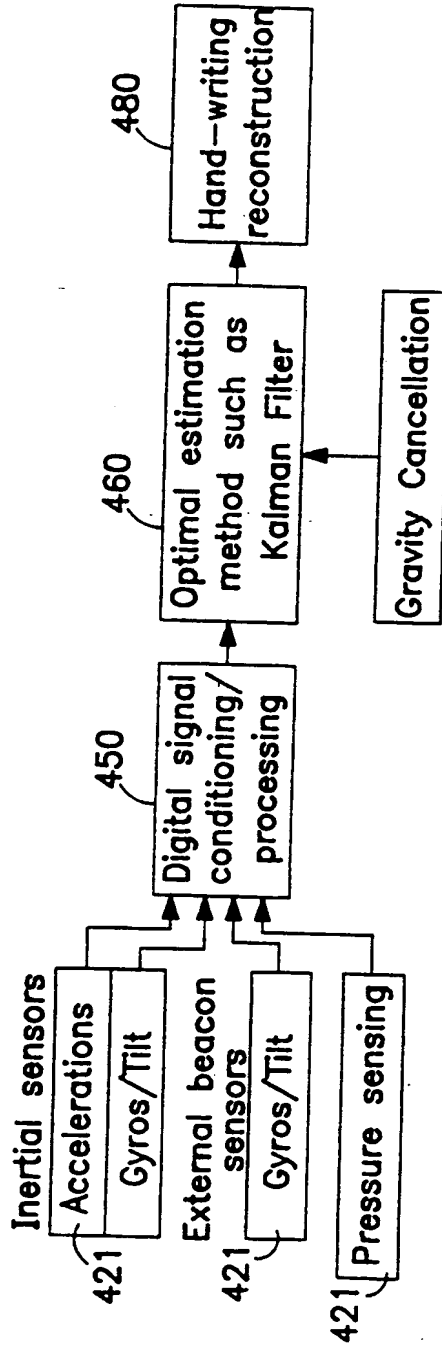 Inertial sensors
Accelerations
Gyros/Tilt
421
External beacon
sensors
Gyros/Tilt
421
Pressure sensing
421
450
Digital signal
conditioning/
processing
460
Optimal estimation
method such as
Kalman Filter
Gravity Cancellation
480
Hand-writing
reconstruction